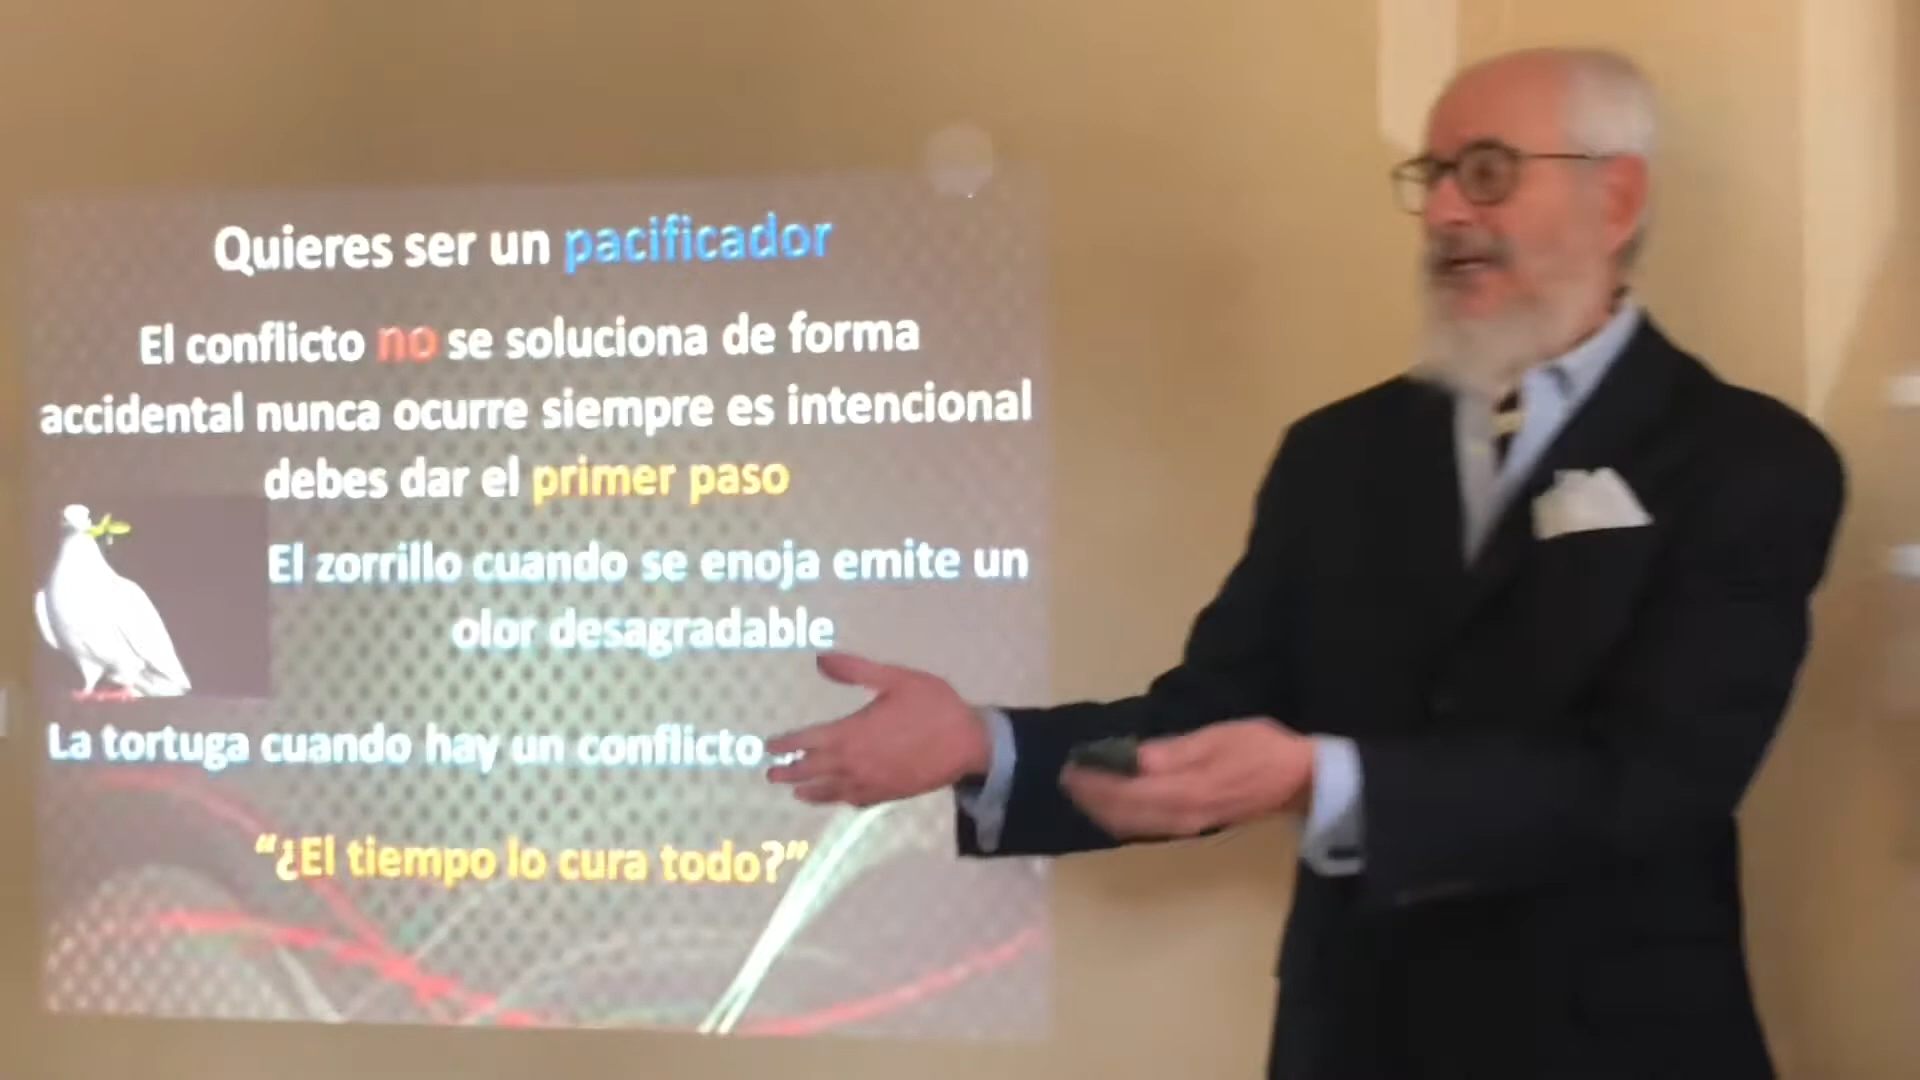 Quieres ser un pacificador
El conflicto no se soluciona de forma
accidental nunca ocurre siempre es intencional
debes dar el primer paso
El zorrillo cuando se enoja emite un
olor desagradable
La tortuga cuando hay un conflicto
“¿El tiempo lo cura todo?”